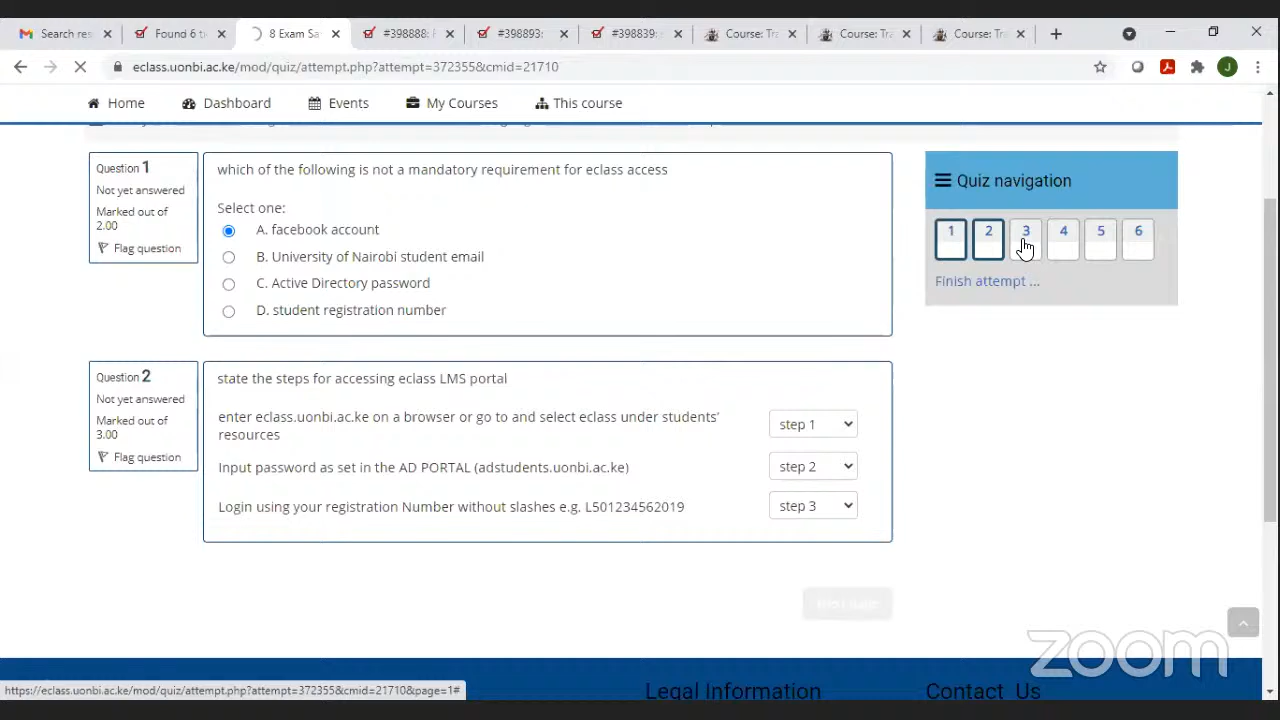 Search res
Found 6 ti
8 Exam Sa
#398888:
#398893:
#398839:
Course: Tra
Course: Tra
Course: Tra
eclass.uonbi.ac.ke/mod/quiz/attempt.php?attempt=372355&cmid=21710
J
Home
Dashboard
Events
My Courses
This course
Question 1
Not yet answered
Marked out of
2.00
Flag question
which of the following is not a mandatory requirement for eclass access
Select one:
A. facebook account
B. University of Nairobi student email
C. Active Directory password
D. student registration number
Quiz navigation
1 2 3 4 5 6
Finish attempt ...
Question 2
Not yet answered
Marked out of
3.00
Flag question
state the steps for accessing eclass LMS portal
enter eclass.uonbi.ac.ke on a browser or go to and select eclass under students'
resources
step 1
Input password as set in the AD PORTAL (adstudents.uonbi.ac.ke)
step 2
Login using your registration Number without slashes e.g. L501234562019
step 3
Next page
zoom
https://eclass.uonbi.ac.ke/mod/quiz/attempt.php?attempt=372355&cmid=21710&page=1#
Legal Information
Contact Us